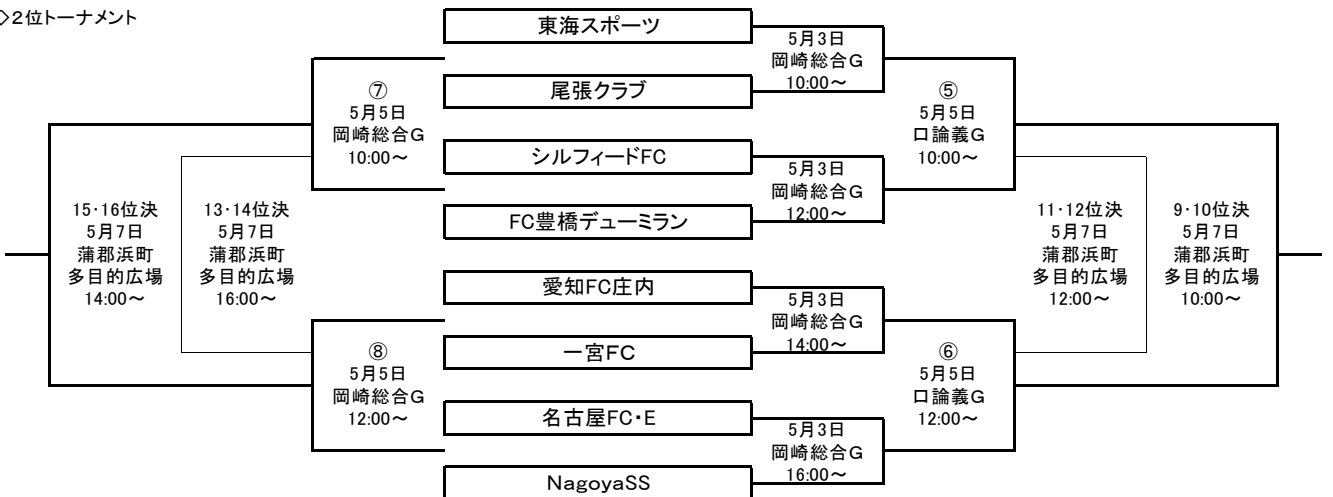 ◇2位トーナメント
東海スポーツ
5月3日
岡崎総合G
10:00～
尾張クラブ
⑦
5月5日
岡崎総合G
10:00～
⑤
5月5日
口論義G
10:00～
シルフィードFC
5月3日
岡崎総合G
12:00～
FC豊橋デューミラン
15・16位決
5月7日
蒲郡浜町
多目的広場
14:00～
13・14位決
5月7日
蒲郡浜町
多目的広場
16:00～
11・12位決
5月7日
蒲郡浜町
多目的広場
12:00～
9・10位決
5月7日
蒲郡浜町
多目的広場
10:00～
愛知FC庄内
5月3日
岡崎総合G
14:00～
一宮FC
⑧
5月5日
岡崎総合G
12:00～
⑥
5月5日
口論義G
12:00～
名古屋FC・E
5月3日
岡崎総合G
16:00～
NagoyaSS